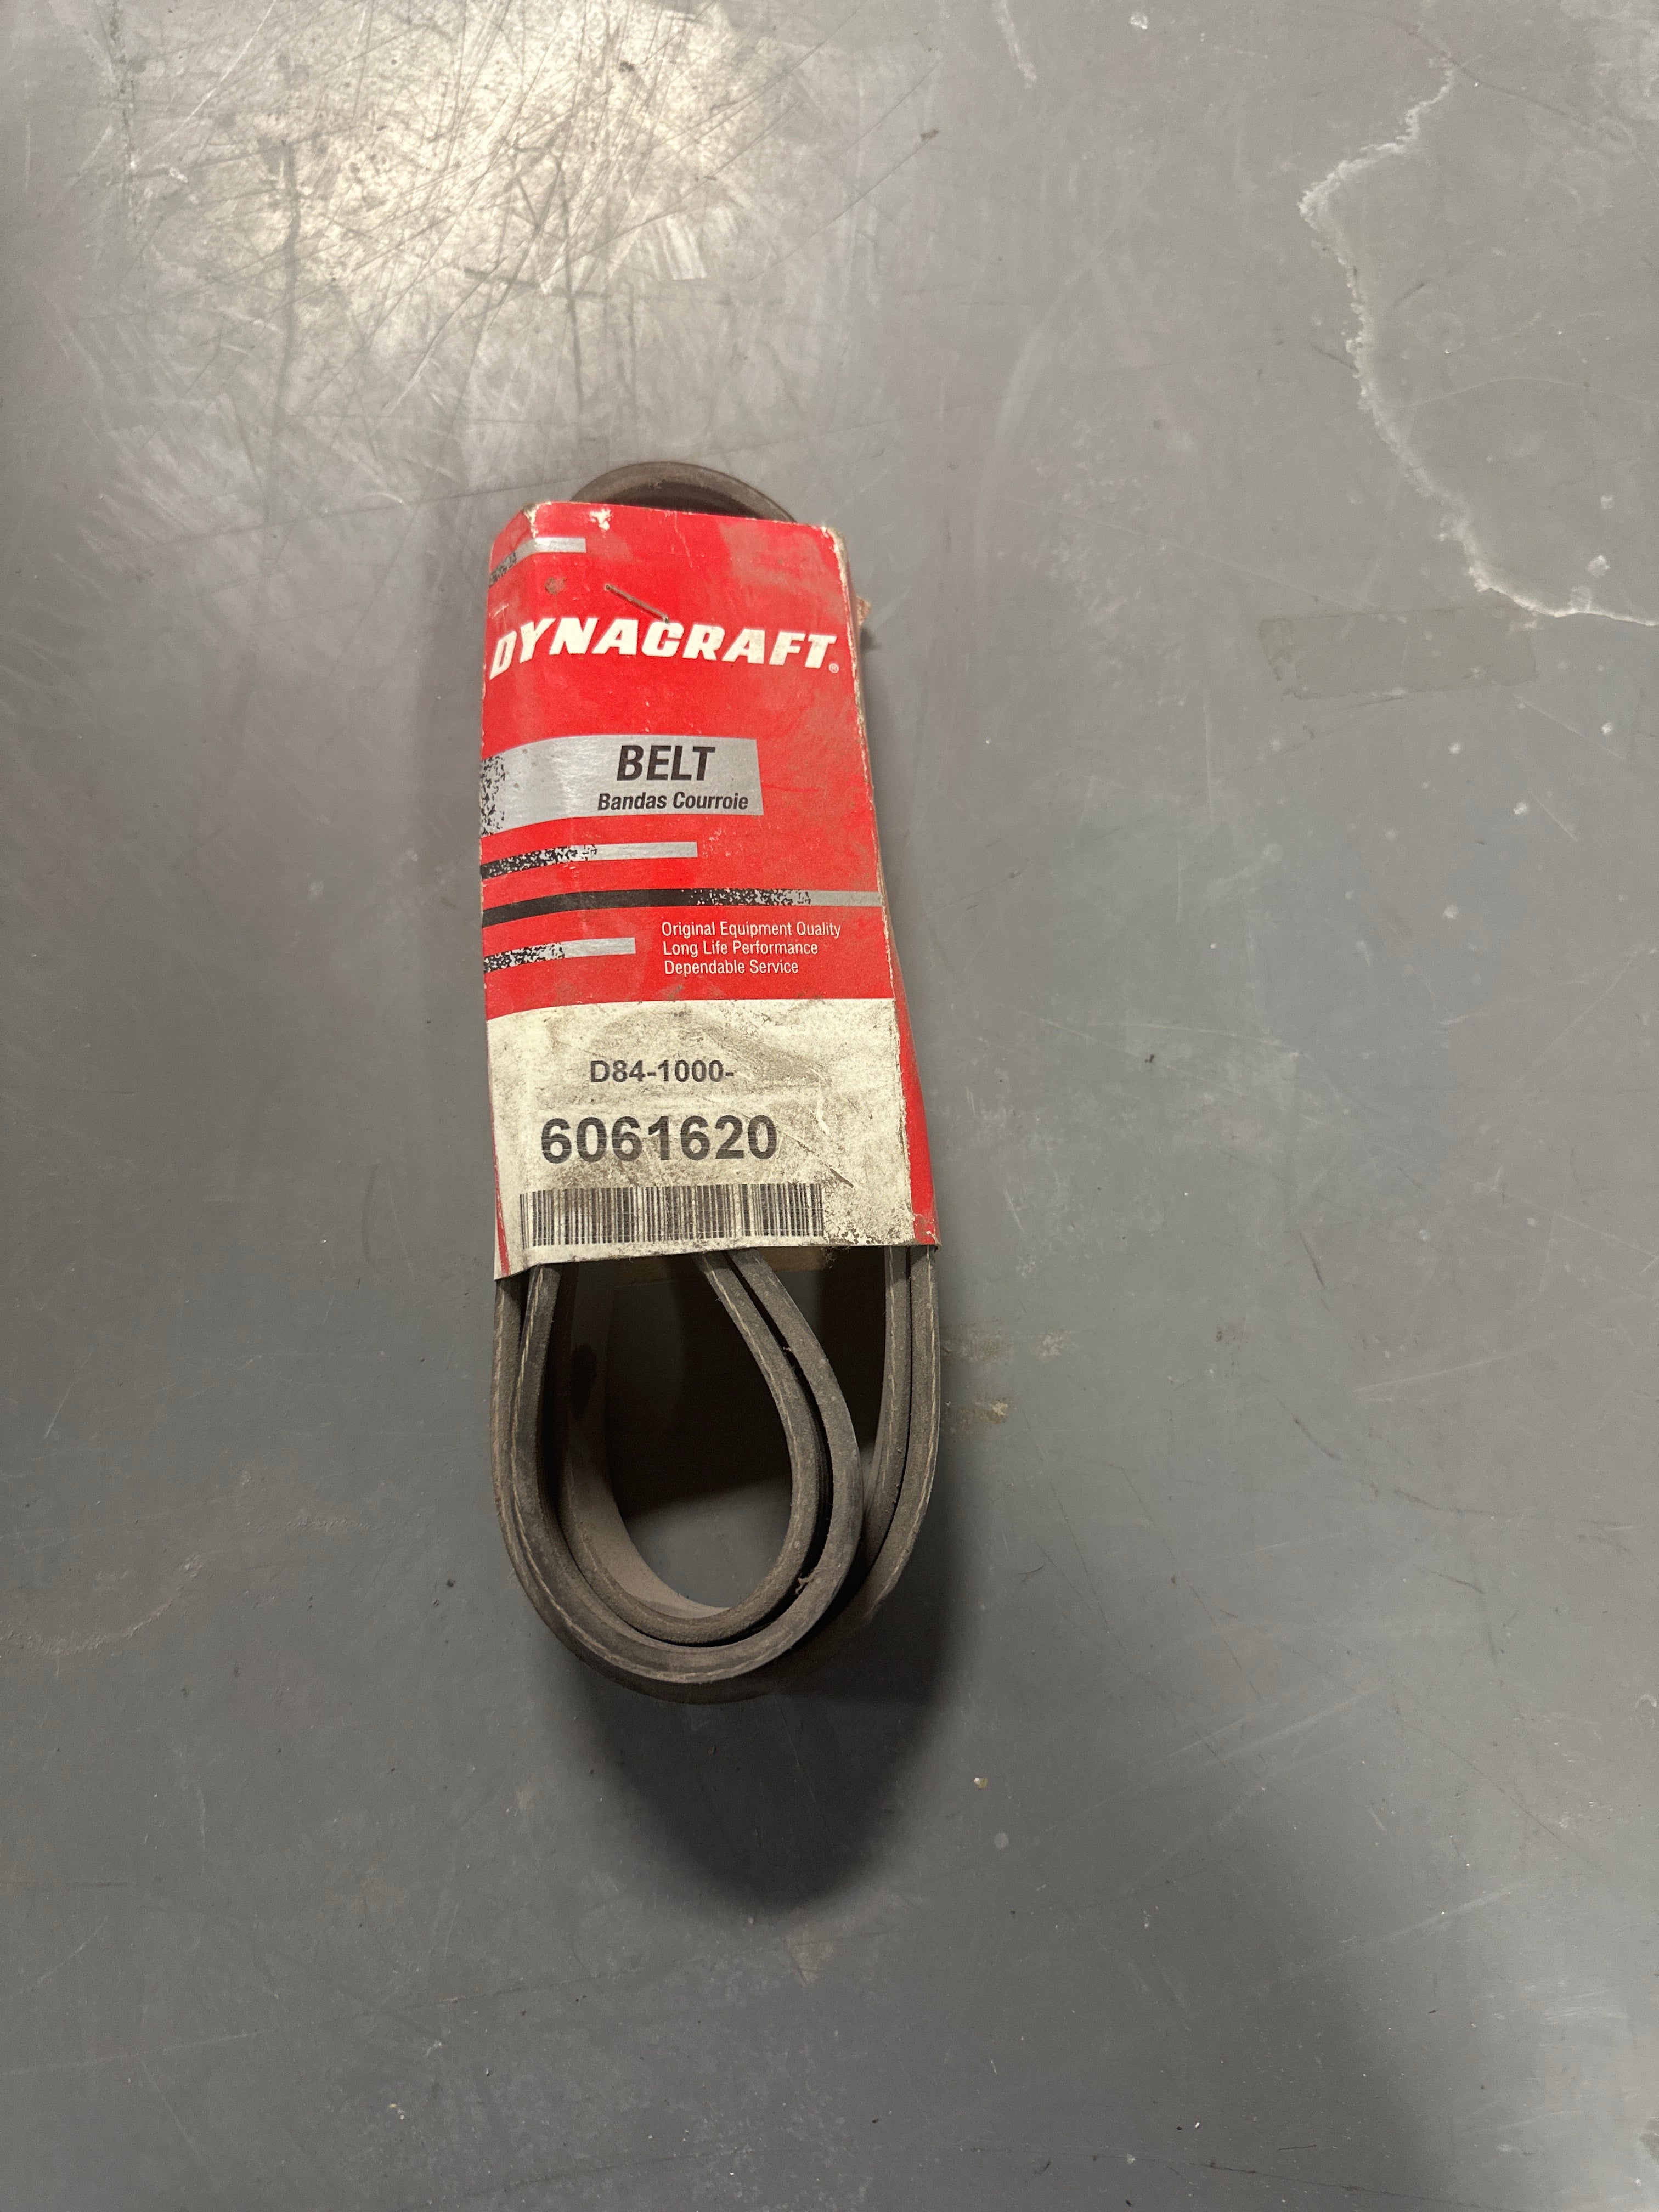 DYNACRAFT®
BELT
Bandas Courroie
Original Equipment Quality
Long Life Performance
Dependable Service
D84-1000-
6061620